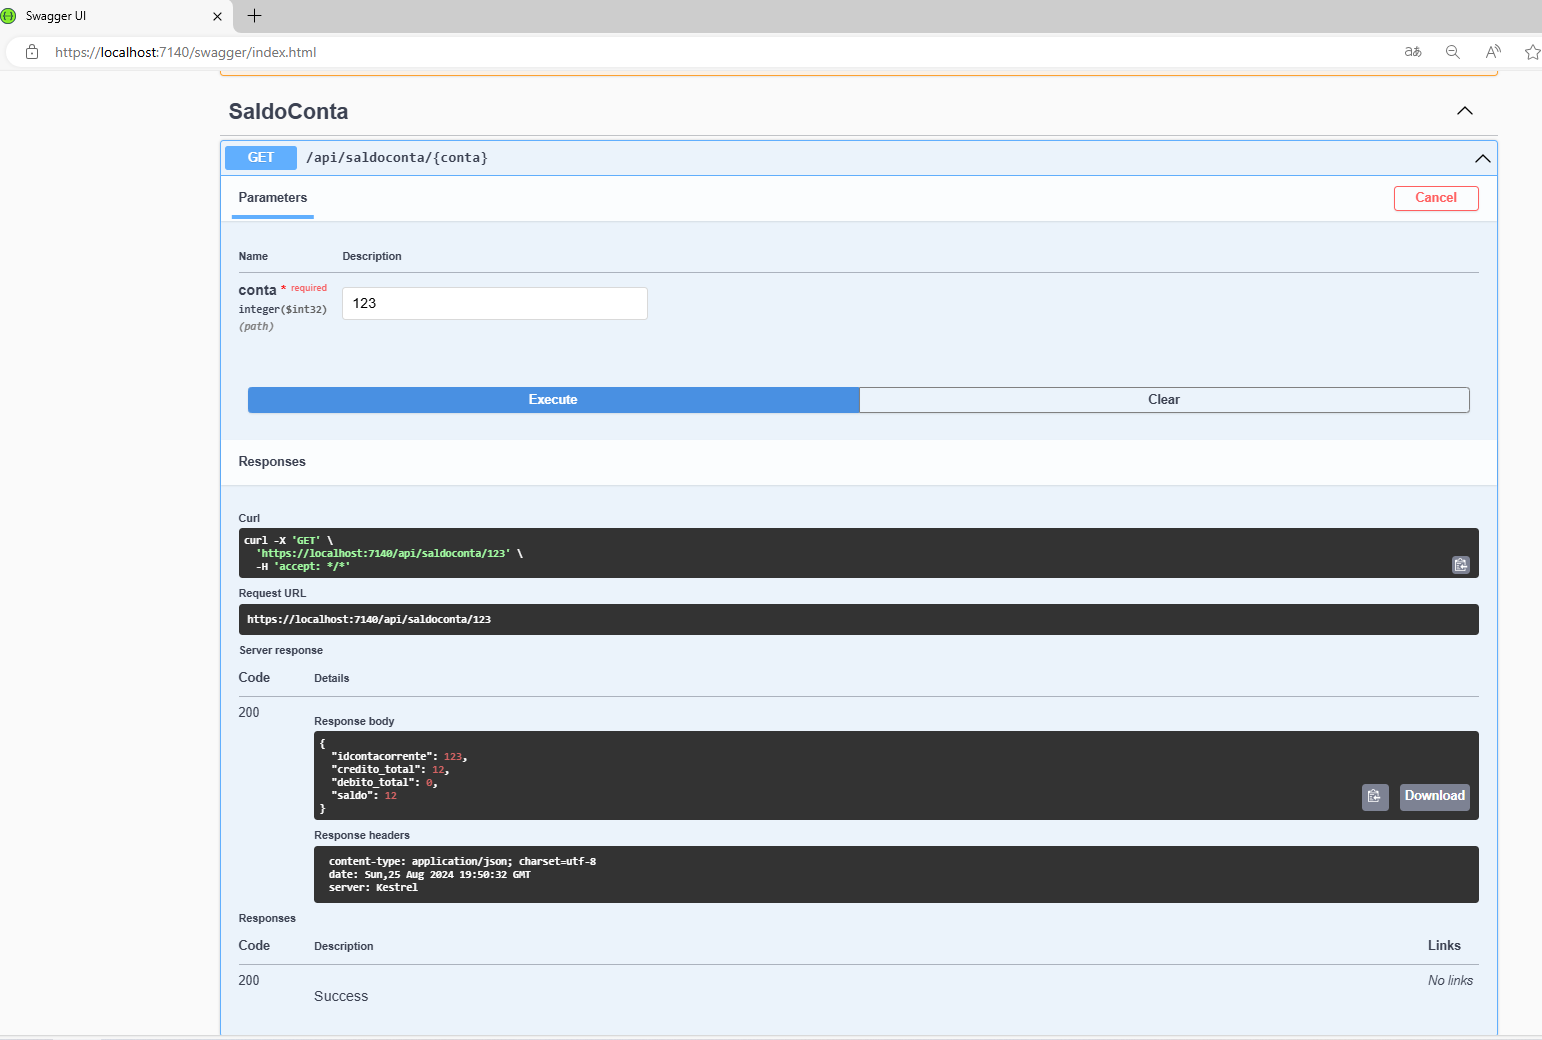 Swagger UI
https://localhost:7140/swagger/index.html
SaldoConta
GET /api/saldoconta/{conta}
Parameters
Cancel
Name Description
conta * required
integer($int32)
(path)
123
Execute Clear
Responses
Curl
curl -X 'GET' \
'https://localhost:7140/api/saldoconta/123' \
-H 'accept: */*'
Request URL
https://localhost:7140/api/saldoconta/123
Server response
Code Details
200
Response body
{
"idcontacorrente": 123,
"credito_total": 12,
"debito_total": 0,
"saldo": 12
}
Download
Response headers
content-type: application/json; charset=utf-8
date: Sun,25 Aug 2024 19:50:32 GMT
server: Kestrel
Responses
Code Description Links
200 No links
Success